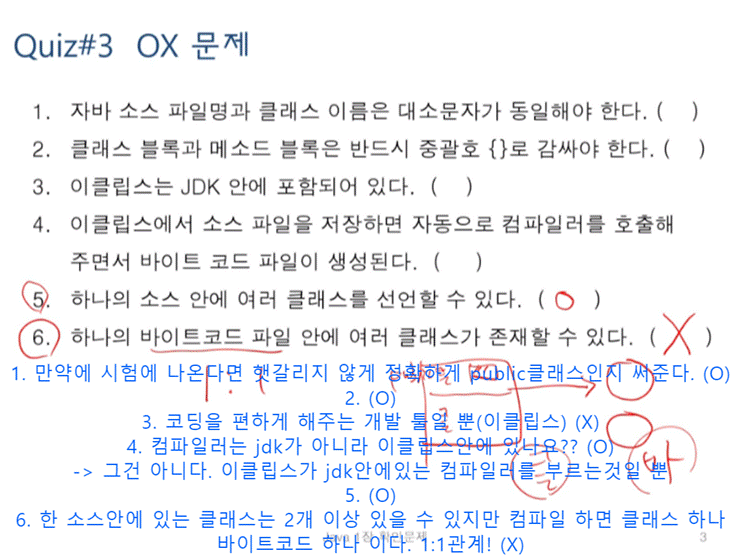 Quiz#3 OX 문제
1. 자바 소스 파일명과 클래스 이름은 대소문자가 동일해야 한다. ( )
2. 클래스 블록과 메소드 블록은 반드시 중괄호 {}로 감싸야 한다. ( )
3. 이클립스는 JDK 안에 포함되어 있다. ( )
4. 이클립스에서 소스 파일을 저장하면 자동으로 컴파일러를 호출해
주면서 바이트 코드 파일이 생성된다. ( )
5. 하나의 소스 안에 여러 클래스를 선언할 수 있다. ( O )
6. 하나의 바이트코드 파일 안에 여러 클래스가 존재할 수 있다. ( X )
1. 만약에 시험에 나온다면 헷갈리지 않게 정확하게 public클래스인지 써준다. (O)
2. (O)
3. 코딩을 편하게 해주는 개발 툴일 뿐(이클립스) (X)
4. 컴파일러는 jdk가 아니라 이클립스안에 있나요?? (O)
-> 그건 아니다. 이클립스가 jdk안에있는 컴파일러를 부르는것일 뿐
5. (O)
6. 한 소스안에 있는 클래스는 2개 이상 있을 수 있지만 컴파일 하면 클래스 하나
바이트코드 하나 이다. 1:1관계! (X)
3